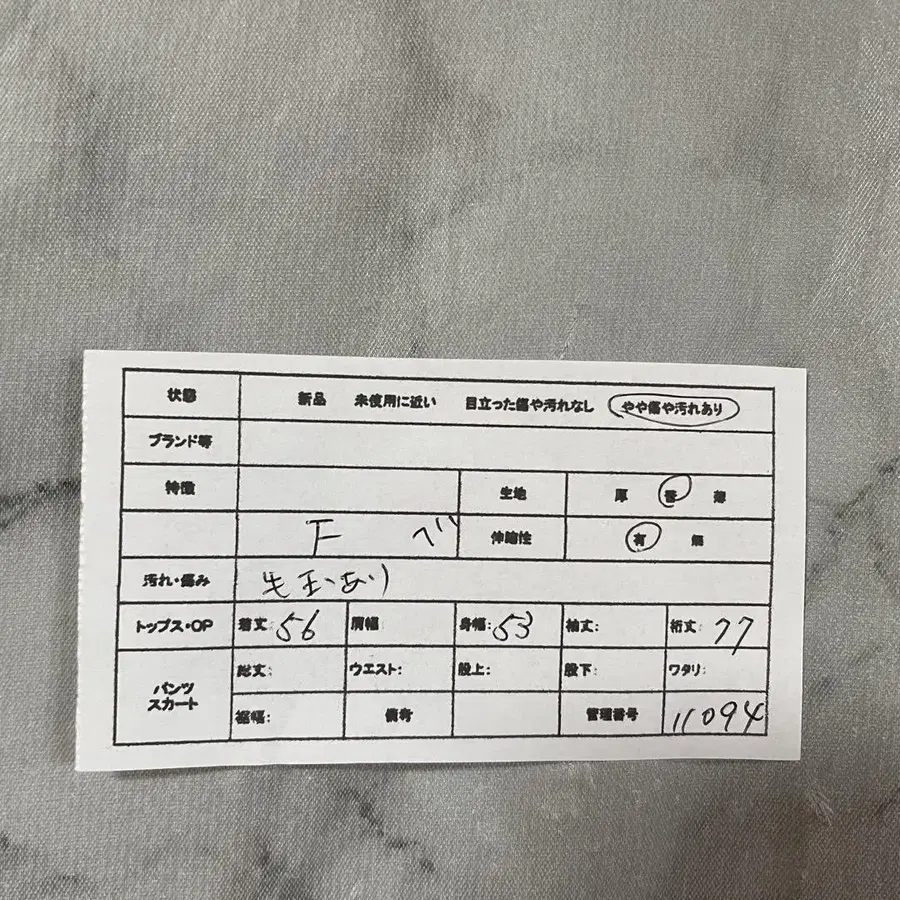 状態 新品 未使用に近い 目立った傷や汚れなし やや傷や汚れあり
ブランド等
特徴 生地 厚 普 薄
F ベ 伸縮性 有 無
汚れ・傷み 毛玉あり
トップス・OP 着丈: 56 肩幅: 身幅: 53 袖丈: 裄丈: 77
パンツ スカート 総丈: ウエスト: 股上: 股下: ワタリ:
裾幅: 備考 管理番号 11094